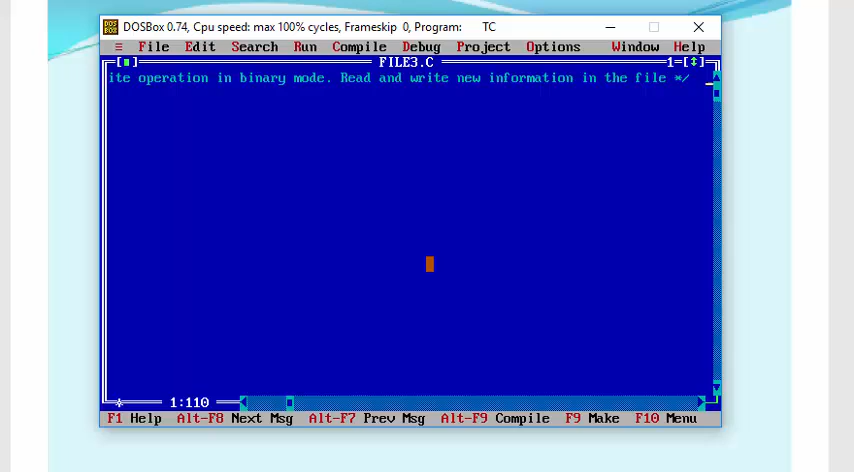 DOSBox 0.74, Cpu speed: max 100% cycles, Frameskip 0, Program: TC
≡ File Edit Search Run Compile Debug Project Options Window Help
[■] FILE3.C 1=[↕]
ite operation in binary mode. Read and write new information in the file */
1:110
F1 Help Alt-F8 Next Msg Alt-F7 Prev Msg Alt-F9 Compile F9 Make F10 Menu